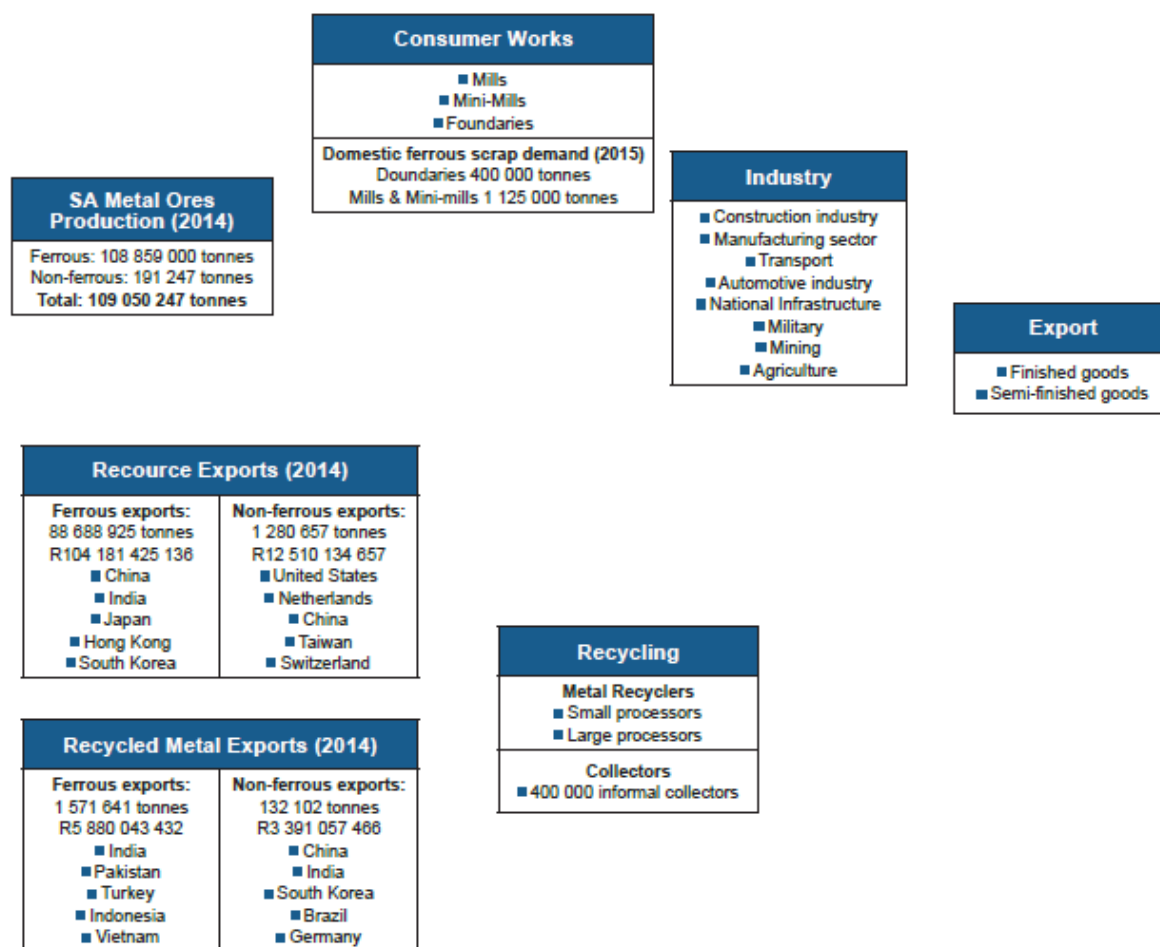 Consumer Works
■ Mills
■ Mini-Mills
■ Foundaries
Domestic ferrous scrap demand (2015)
Doundaries 400 000 tonnes
Mills & Mini-mills 1 125 000 tonnes
SA Metal Ores
Production (2014)
Ferrous: 108 859 000 tonnes
Non-ferrous: 191 247 tonnes
Total: 109 050 247 tonnes
Industry
■ Construction industry
■ Manufacturing sector
■ Transport
■ Automotive industry
■ National Infrastructure
■ Military
■ Mining
■ Agriculture
Export
■ Finished goods
■ Semi-finished goods
Recource Exports (2014)
Ferrous exports:
88 688 925 tonnes
R104 181 425 136
■ China
■ India
■ Japan
■ Hong Kong
■ South Korea
Non-ferrous exports:
1 280 657 tonnes
R12 510 134 657
■ United States
■ Netherlands
■ China
■ Taiwan
■ Switzerland
Recycling
Metal Recyclers
■ Small processors
■ Large processors
Collectors
■ 400 000 informal collectors
Recycled Metal Exports (2014)
Ferrous exports:
1 571 641 tonnes
R5 880 043 432
■ India
■ Pakistan
■ Turkey
■ Indonesia
■ Vietnam
Non-ferrous exports:
132 102 tonnes
R3 391 057 466
■ China
■ India
■ South Korea
■ Brazil
■ Germany